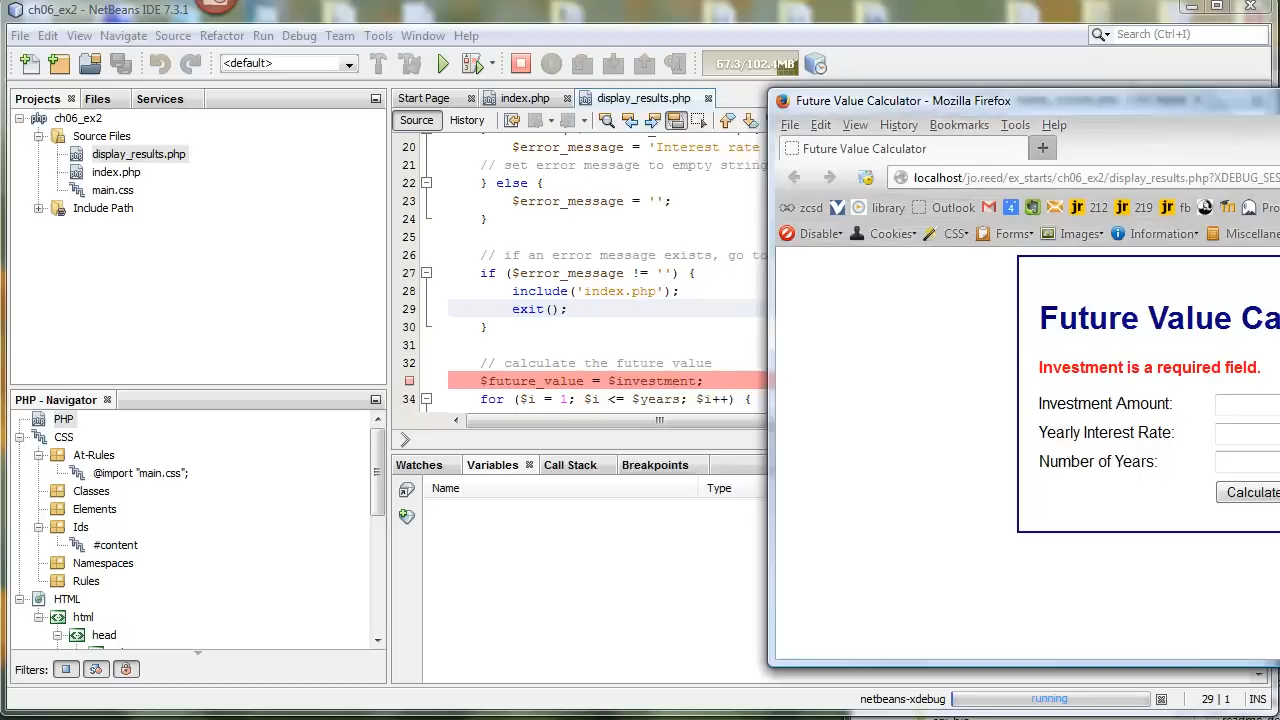 ch06_ex2 - NetBeans IDE 7.3.1
File Edit View Navigate Source Refactor Run Debug Team Tools Window Help
Search (Ctrl+I)
<default>
67.3/102.4MB
Projects
Files
Services
ch06_ex2
Source Files
display_results.php
index.php
main.css
Include Path
PHP - Navigator
PHP
CSS
At-Rules
@import "main.css";
Classes
Elements
Ids
#content
Namespaces
Rules
HTML
html
head
Filters:
Start Page
index.php
display_results.php
Source
History
20 $error_message = 'Interest rate
21 // set error message to empty string
22 } else {
23 $error_message = '';
24 }
25
26 // if an error message exists, go to
27 if ($error_message != '') {
28 include('index.php');
29 exit();
30 }
31
32 // calculate the future value
$future_value = $investment;
34 for ($i = 1; $i <= $years; $i++) {
Watches
Variables
Call Stack
Breakpoints
Name
Type
Future Value Calculator - Mozilla Firefox
File Edit View History Bookmarks Tools Help
Future Value Calculator
localhost/jo.reed/ex_starts/ch06_ex2/display_results.php?XDEBUG_SES
zcsd library Outlook 4 jr 212 jr 219 jr fb Pro
Disable Cookies CSS Forms Images Information Miscellane
Future Value Ca
Investment is a required field.
Investment Amount:
Yearly Interest Rate:
Number of Years:
Calculate
netbeans-xdebug
running
29 | 1
INS